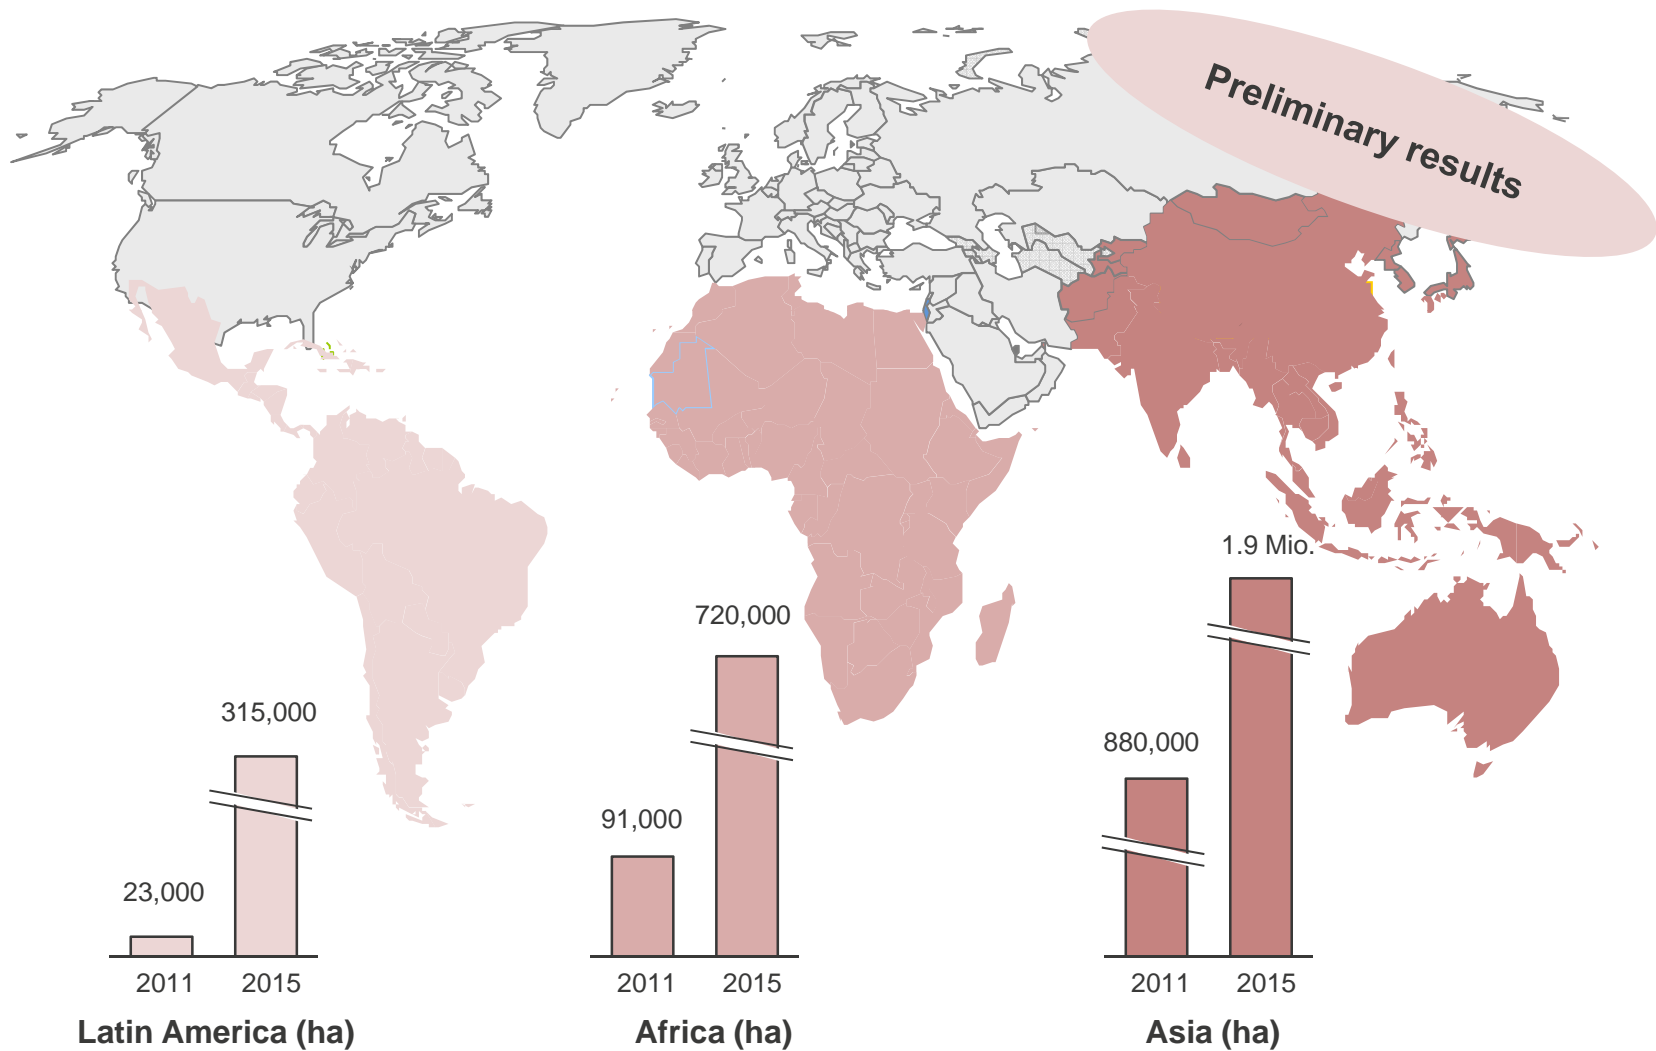 Preliminary results
1.9 Mio.
720,000
315,000
880,000
91,000
23,000
2011 2015
2011 2015
2011 2015
Latin America (ha)
Africa (ha)
Asia (ha)